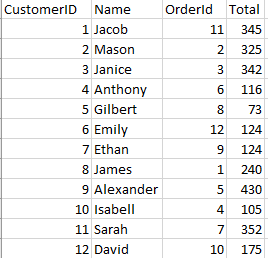 CustomerID Name OrderId Total
1 Jacob 11 345
2 Mason 2 325
3 Janice 3 342
4 Anthony 6 116
5 Gilbert 8 73
6 Emily 12 124
7 Ethan 9 124
8 James 1 240
9 Alexander 5 430
10 Isabell 4 105
11 Sarah 7 352
12 David 10 175